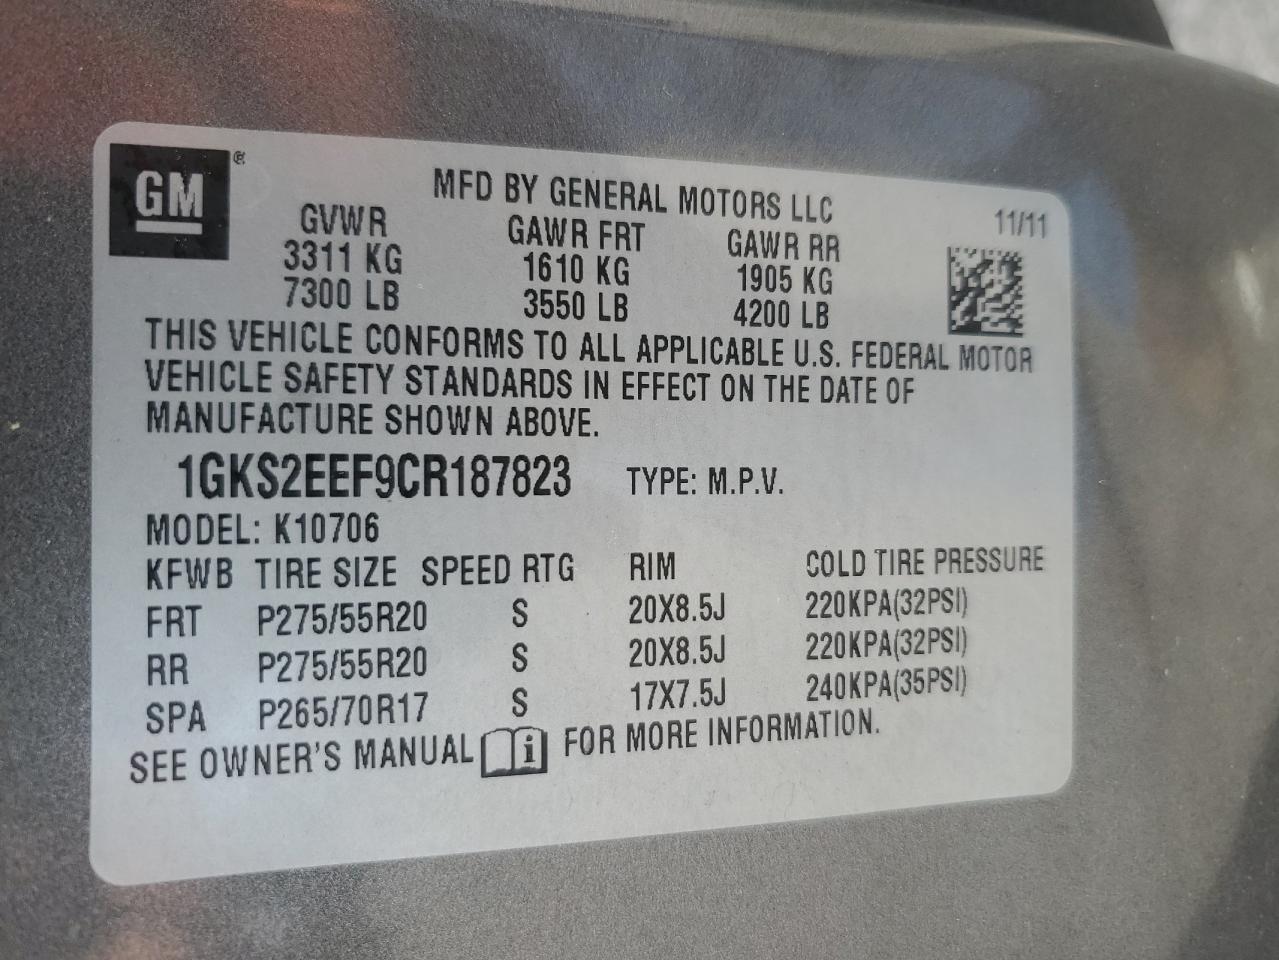 GM ®
MFD BY GENERAL MOTORS LLC 11/11
GVWR GAWR FRT GAWR RR
3311 KG 1610 KG 1905 KG
7300 LB 3550 LB 4200 LB
THIS VEHICLE CONFORMS TO ALL APPLICABLE U.S. FEDERAL MOTOR
VEHICLE SAFETY STANDARDS IN EFFECT ON THE DATE OF
MANUFACTURE SHOWN ABOVE.
1GKS2EEF9CR187823 TYPE: M.P.V.
MODEL: K10706
KFWB TIRE SIZE SPEED RTG RIM COLD TIRE PRESSURE
FRT P275/55R20 S 20X8.5J 220KPA(32PSI)
RR P275/55R20 S 20X8.5J 220KPA(32PSI)
SPA P265/70R17 S 17X7.5J 240KPA(35PSI)
SEE OWNER'S MANUAL i FOR MORE INFORMATION.